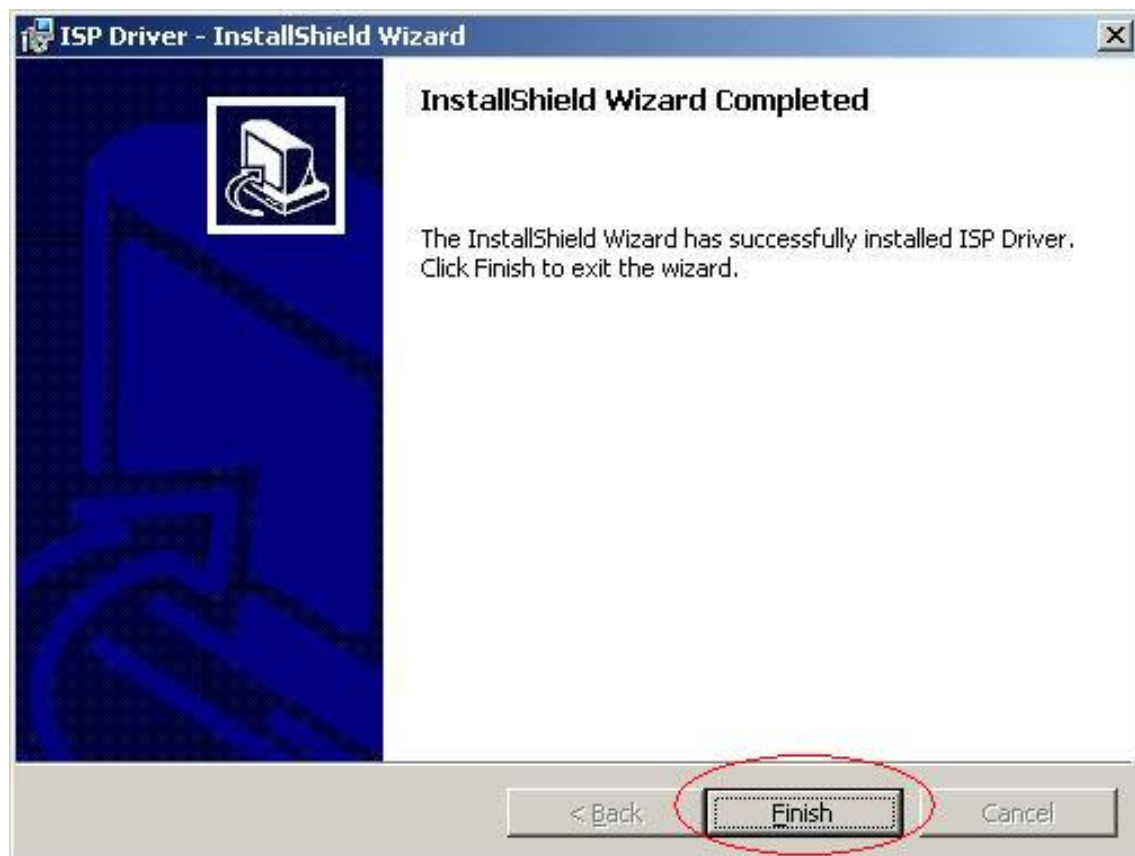 ISP Driver - InstallShield Wizard
InstallShield Wizard Completed
The InstallShield Wizard has successfully installed ISP Driver.
Click Finish to exit the wizard.
< Back
Finish
Cancel